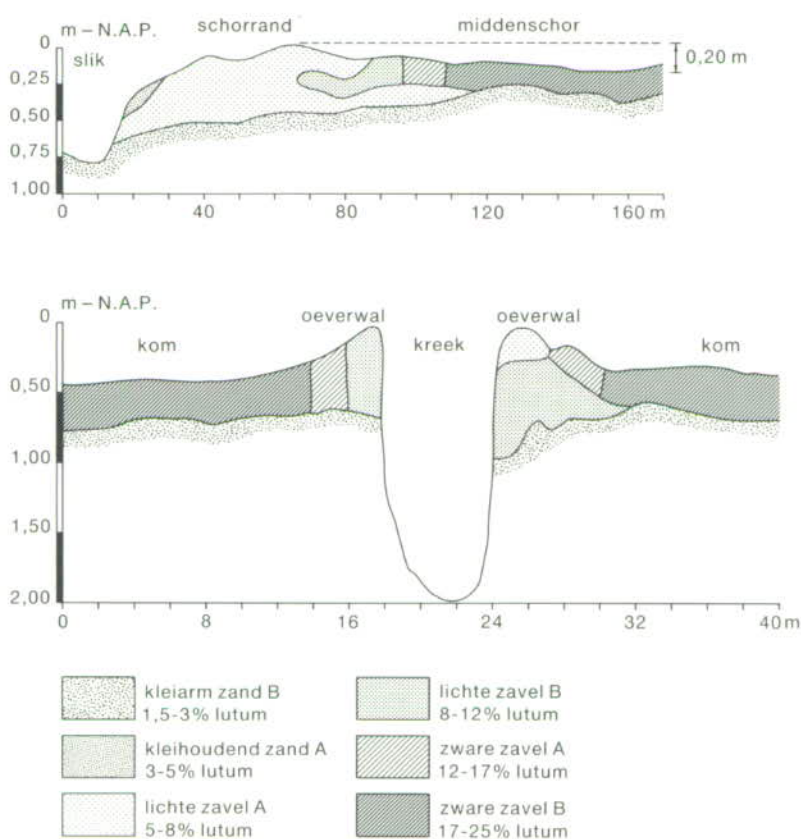 m – N.A.P.
schorrand
middenschor
0
slik
0,20 m
0,25
0,50
0,75
1,00
0 40 80 120 160 m
m – N.A.P.
0
oeverwal
oeverwal
kom
kreek
kom
0,50
1,00
1,50
2,00
0 8 16 24 32 40 m
kleiarm zand B
1,5-3% lutum
kleihoudend zand A
3-5% lutum
lichte zavel A
5-8% lutum
lichte zavel B
8-12% lutum
zware zavel A
12-17% lutum
zware zavel B
17-25% lutum